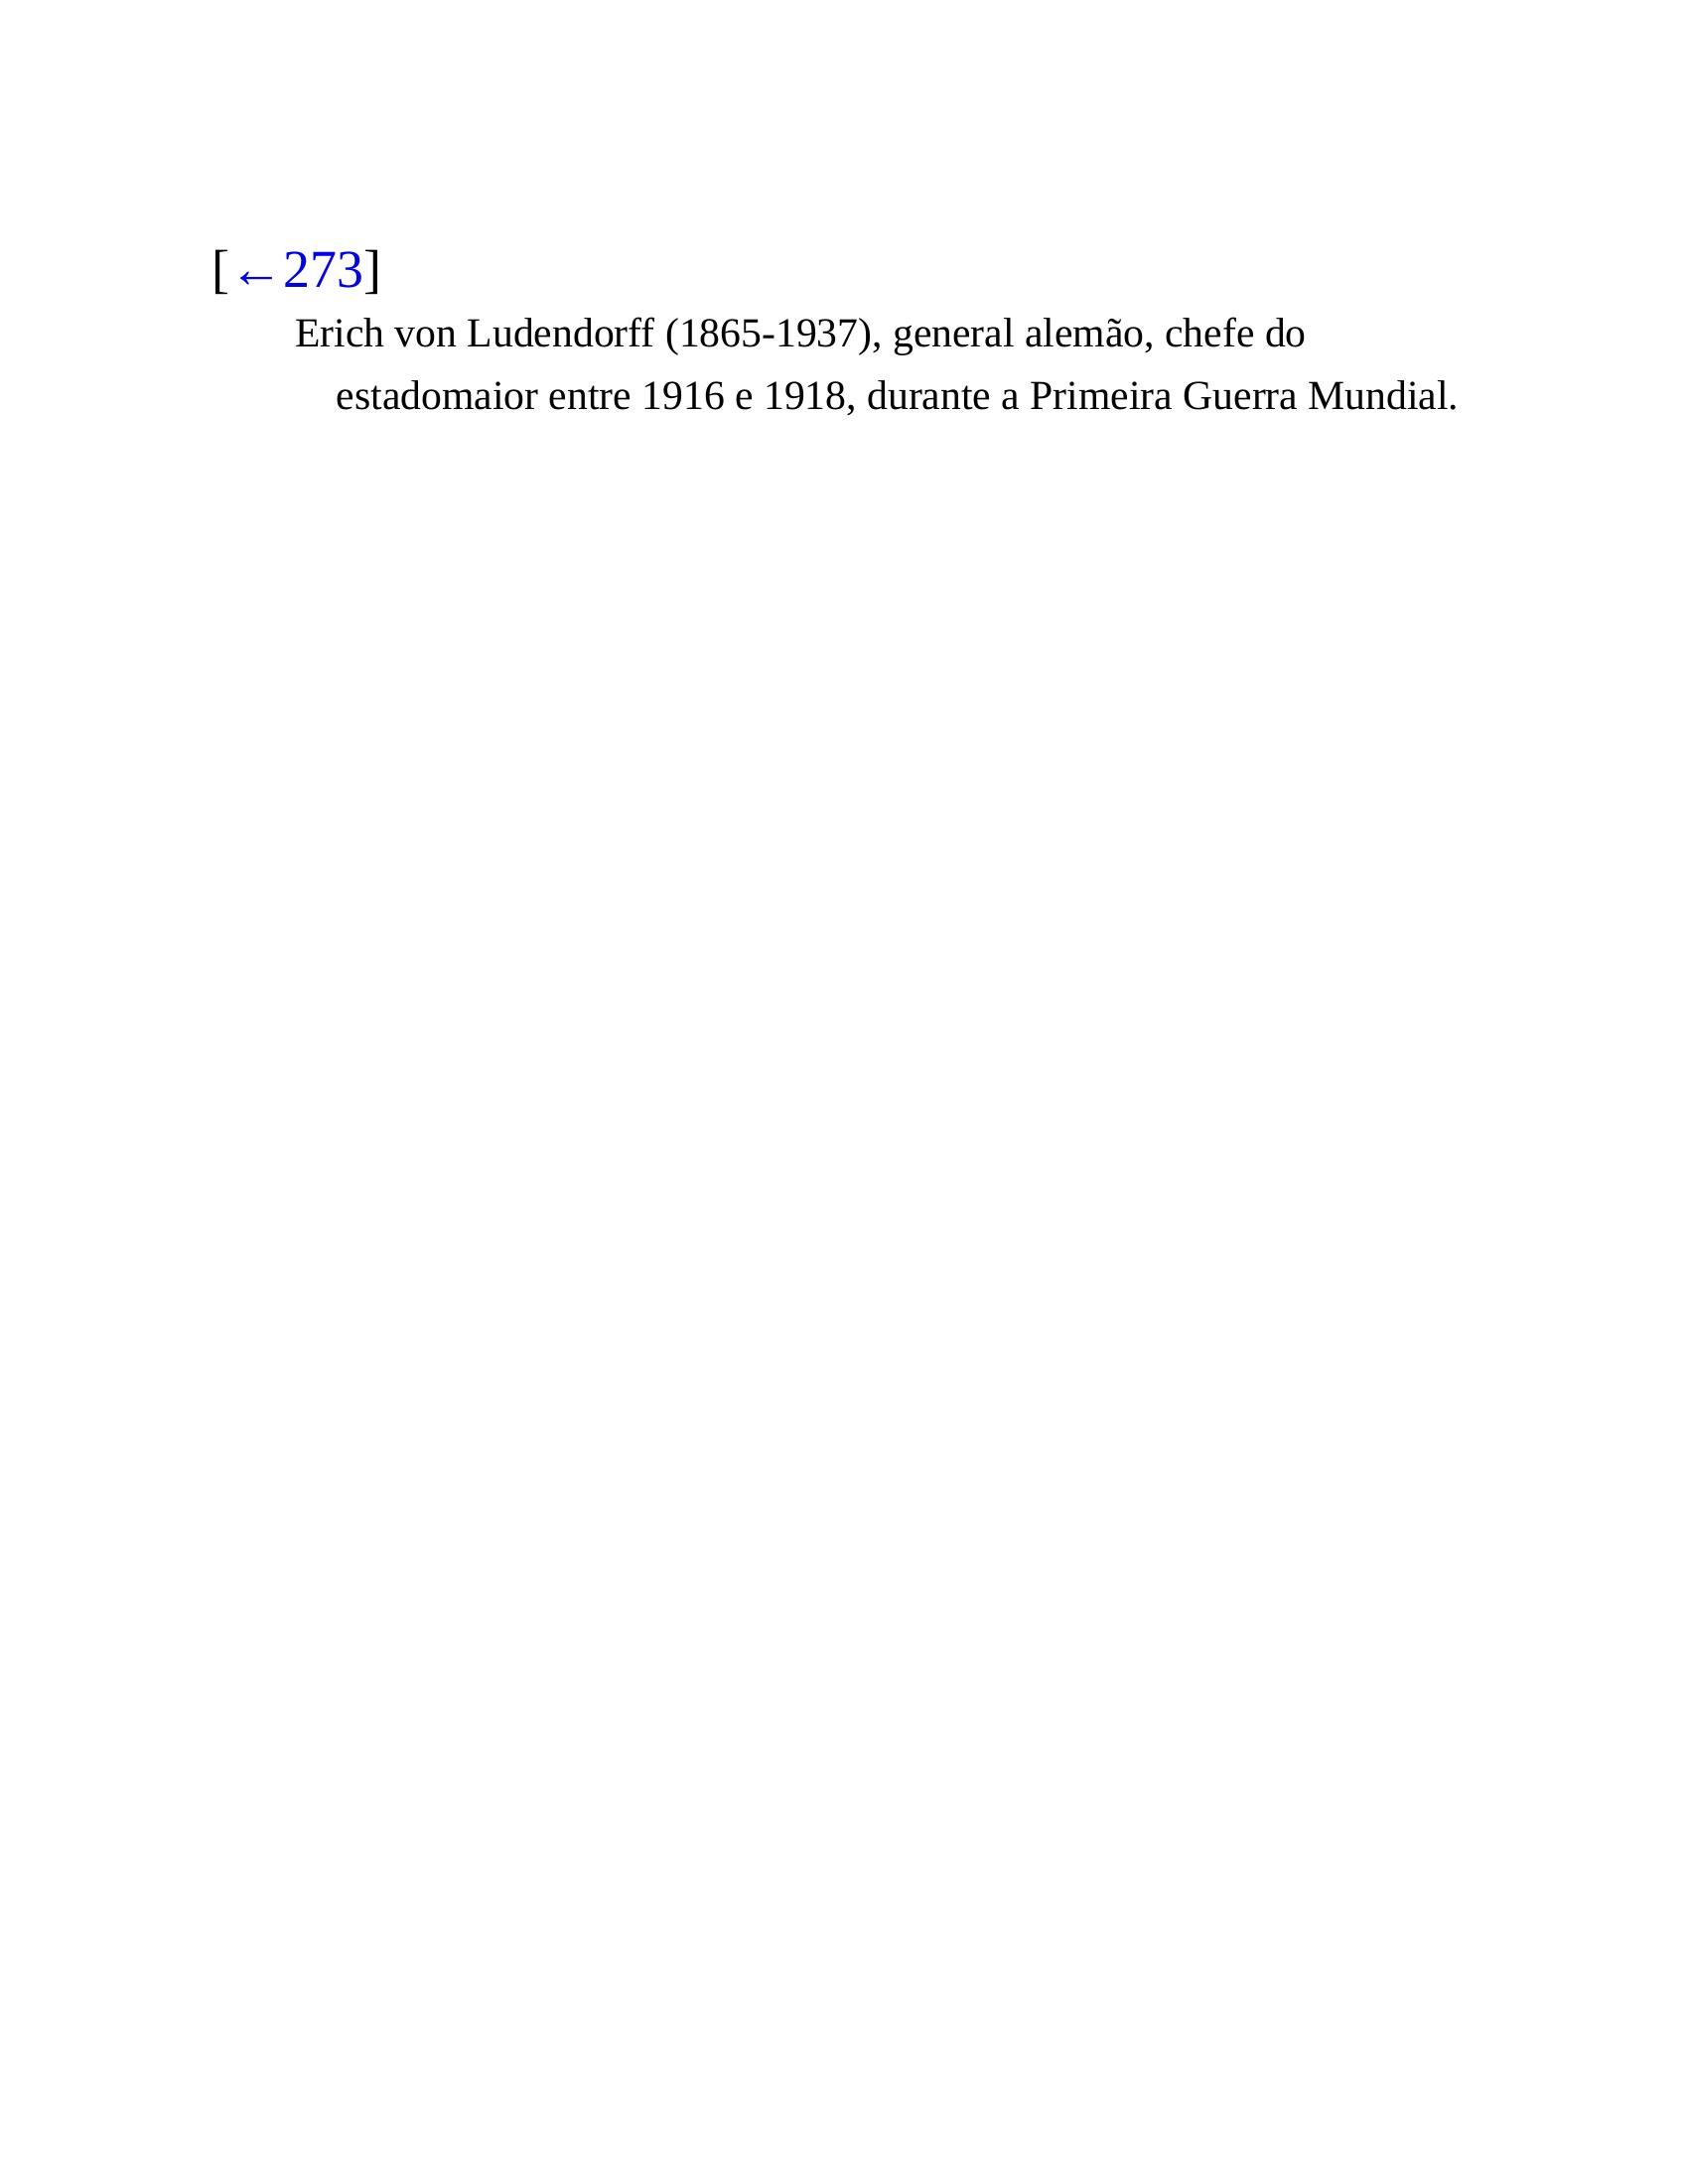 [←273]
Erich von Ludendorff (1865-1937), general alemão, chefe do
estadomaior entre 1916 e 1918, durante a Primeira Guerra Mundial.